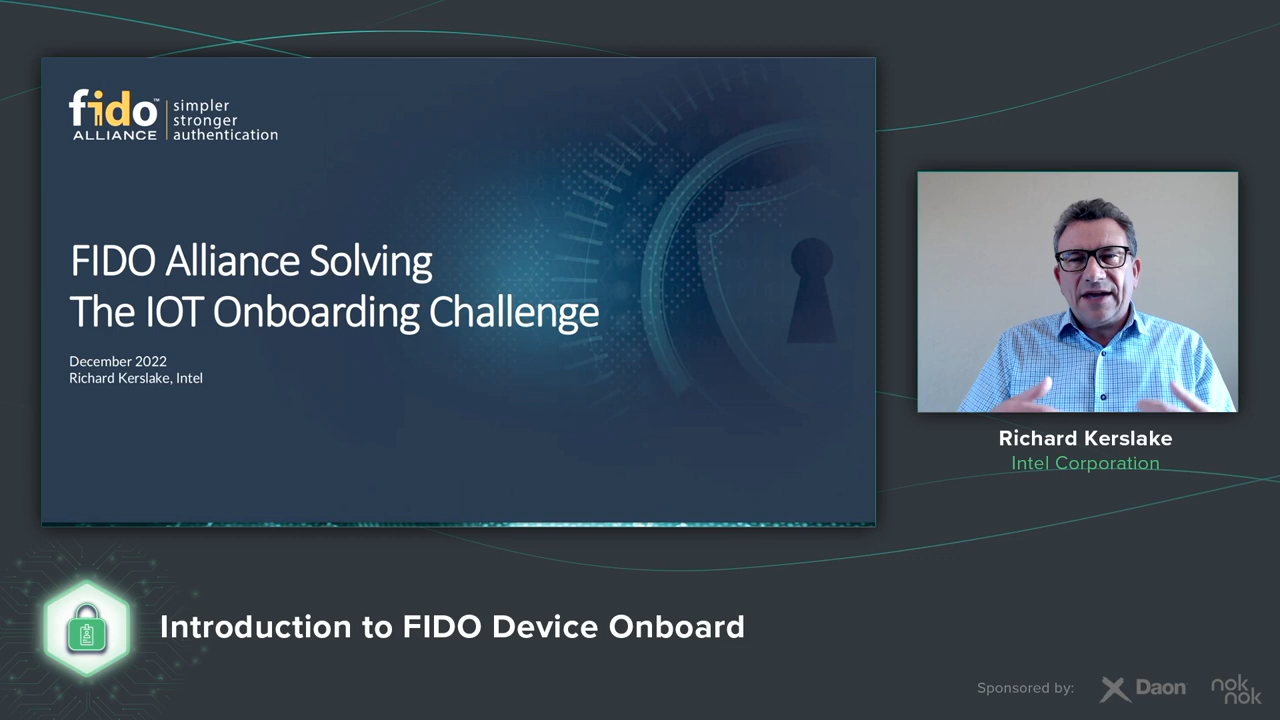 fido™
ALLIANCE
simpler
stronger
authentication
FIDO Alliance Solving
The IOT Onboarding Challenge
December 2022
Richard Kerslake, Intel
Richard Kerslake
Intel Corporation
Introduction to FIDO Device Onboard
Sponsored by:
Daon
nok
nok